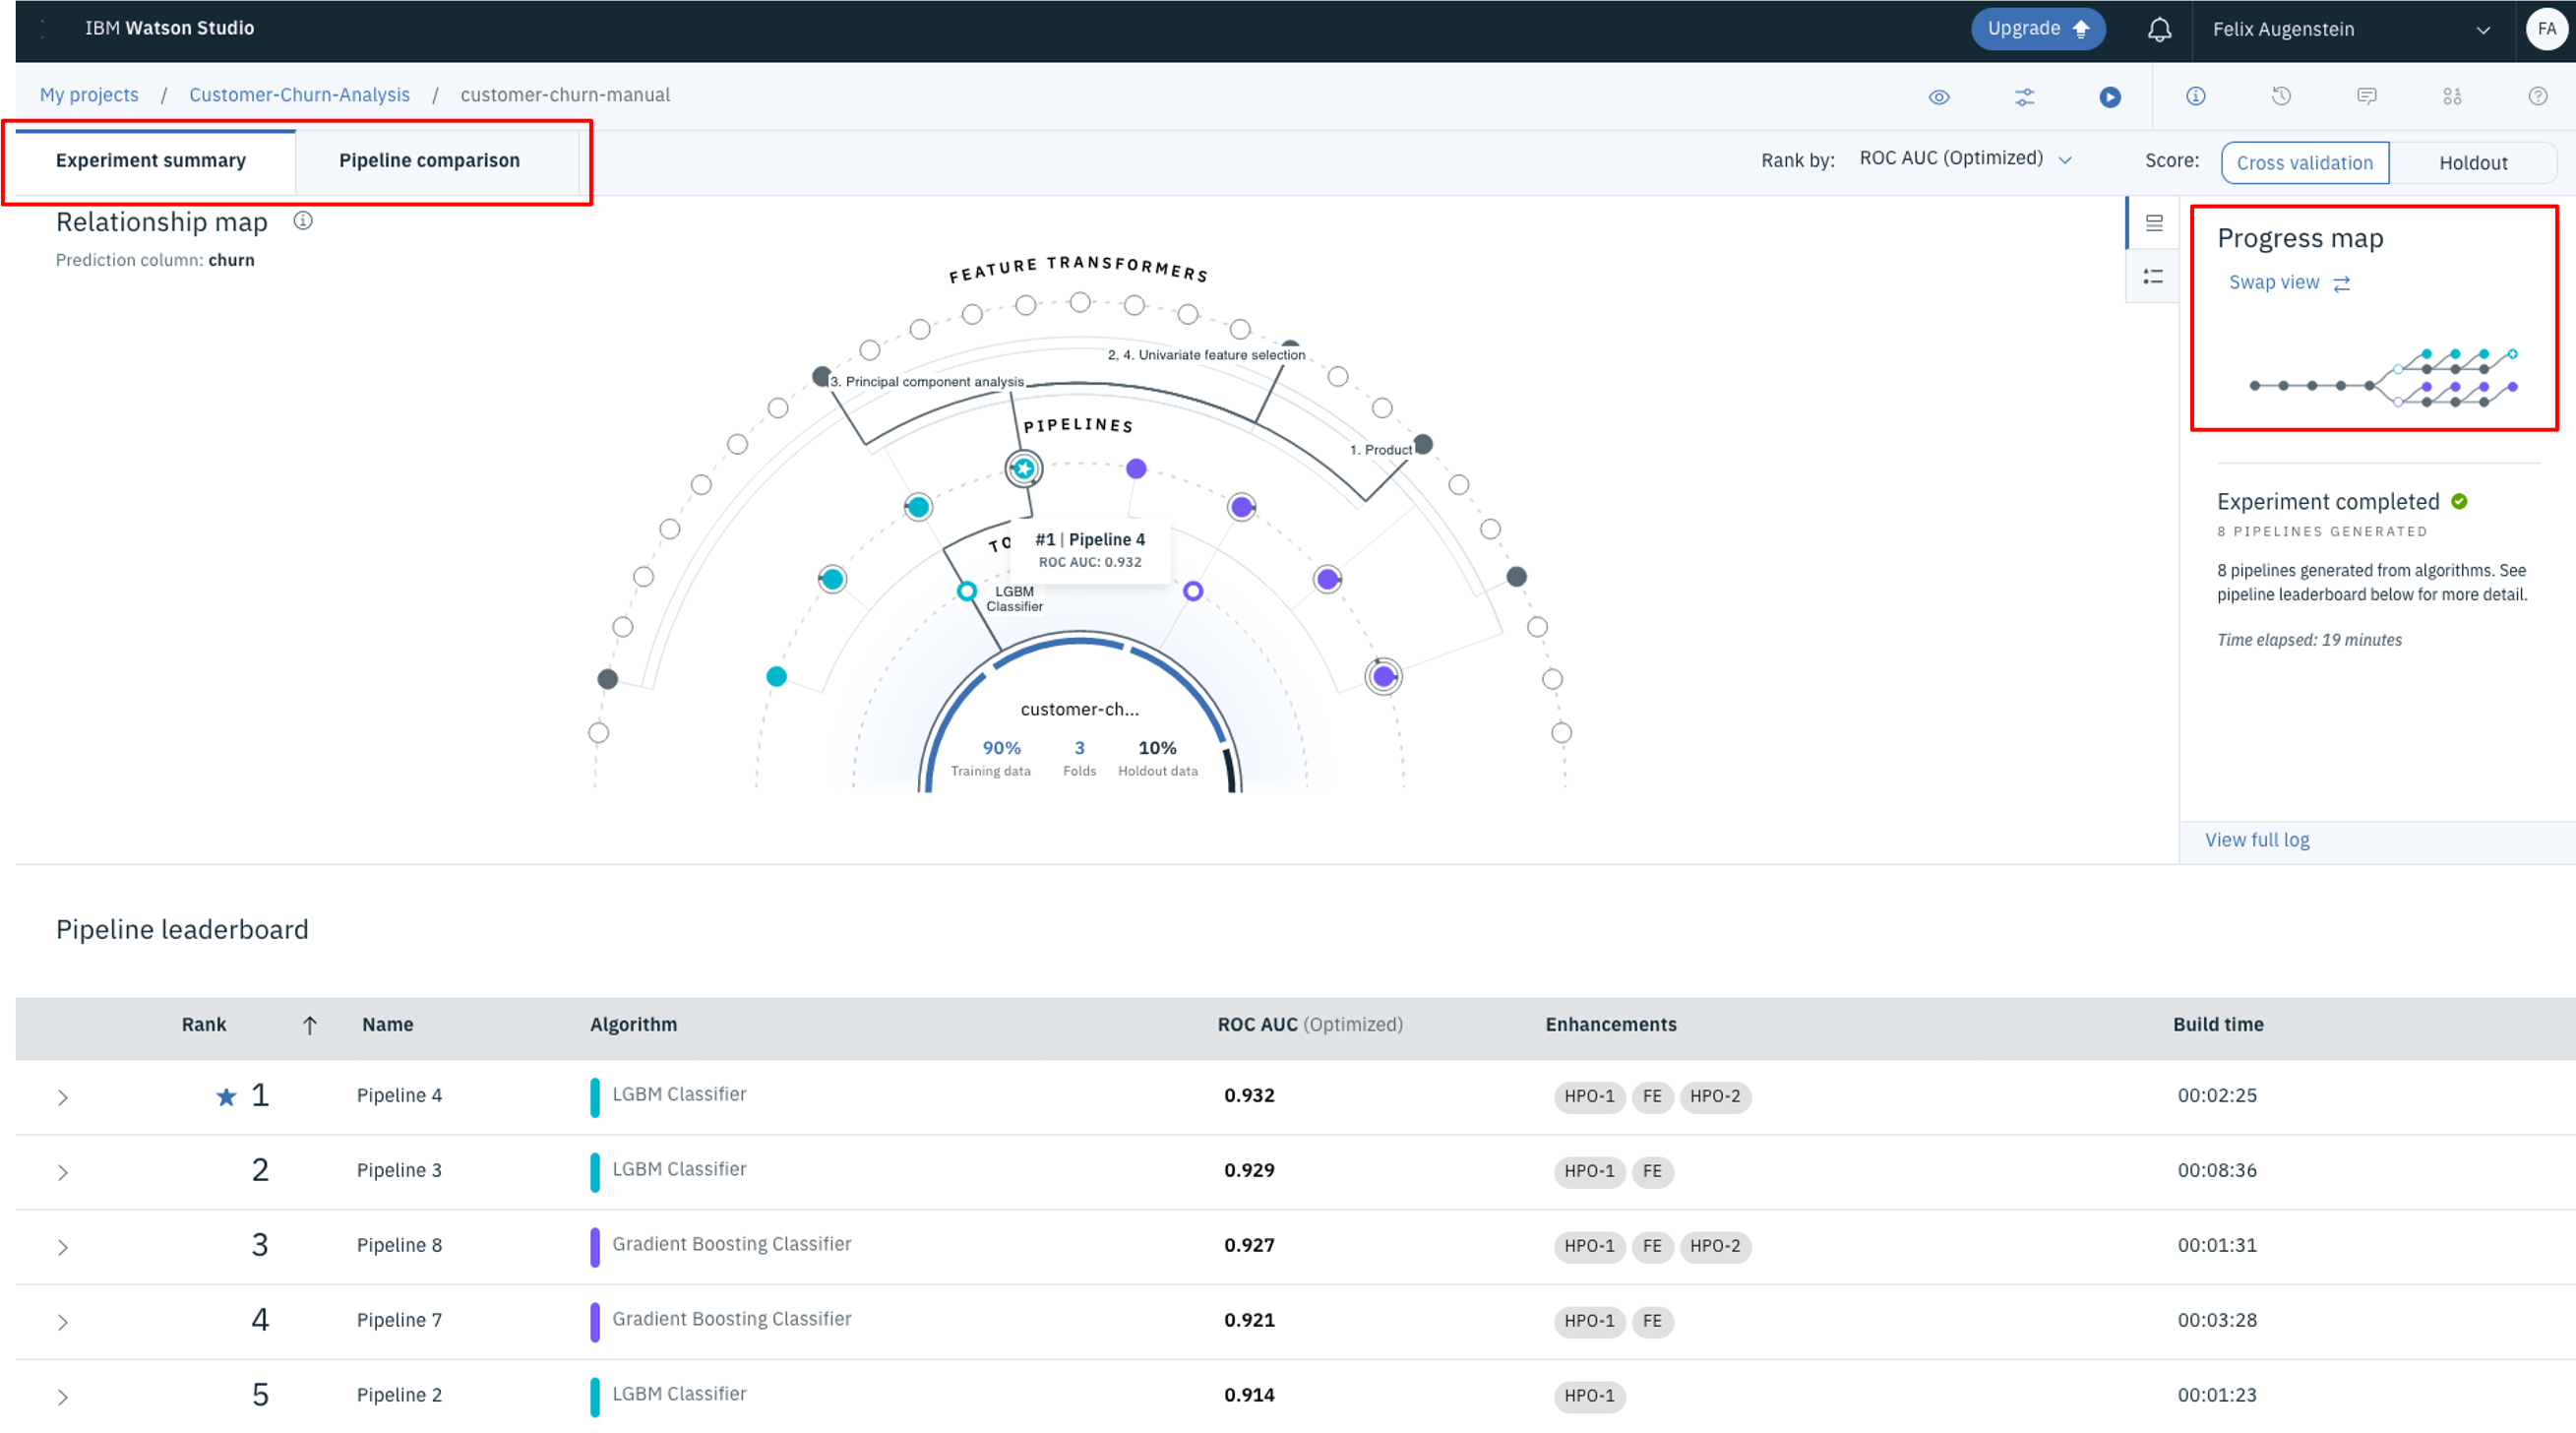 IBM Watson Studio
Upgrade
Felix Augenstein
FA
My projects / Customer-Churn-Analysis / customer-churn-manual
Experiment summary
Pipeline comparison
Rank by: ROC AUC (Optimized)
Score: Cross validation Holdout
Relationship map
Prediction column: churn
FEATURE TRANSFORMERS
2, 4. Univariate feature selection
3. Principal component analysis
PIPELINES
1. Product
TO
#1 | Pipeline 4
ROC AUC: 0.932
LGBM
Classifier
customer-ch...
90% 3 10%
Training data Folds Holdout data
Progress map
Swap view
Experiment completed
8 PIPELINES GENERATED
8 pipelines generated from algorithms. See
pipeline leaderboard below for more detail.
Time elapsed: 19 minutes
View full log
Pipeline leaderboard
Rank Name Algorithm ROC AUC (Optimized) Enhancements Build time
1 Pipeline 4 LGBM Classifier 0.932 HPO-1 FE HPO-2 00:02:25
2 Pipeline 3 LGBM Classifier 0.929 HPO-1 FE 00:08:36
3 Pipeline 8 Gradient Boosting Classifier 0.927 HPO-1 FE HPO-2 00:01:31
4 Pipeline 7 Gradient Boosting Classifier 0.921 HPO-1 FE 00:03:28
5 Pipeline 2 LGBM Classifier 0.914 HPO-1 00:01:23